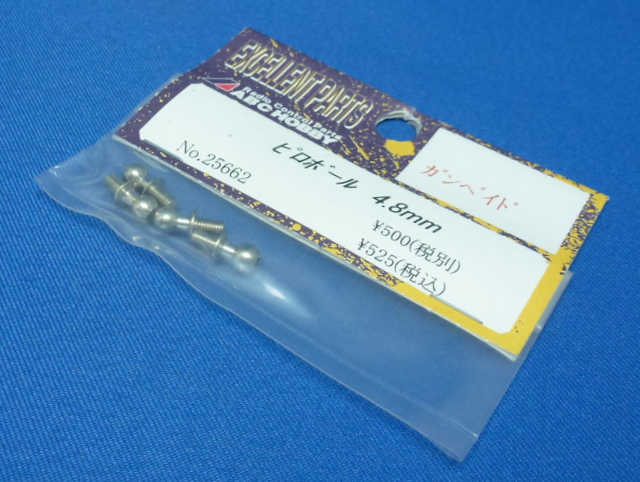 EXCELLENT PARTS
Radio Control Parts
ABC HOBBY
ガンベイド
No.25662
ピロボール 4.8mm
¥500(税別)
¥525(税込)